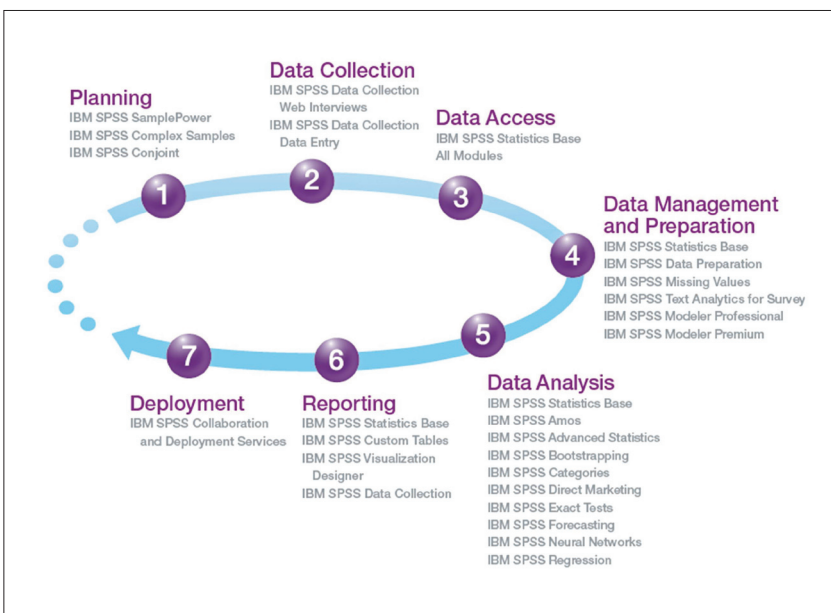 Planning
IBM SPSS SamplePower
IBM SPSS Complex Samples
IBM SPSS Conjoint
1
Data Collection
IBM SPSS Data Collection
Web Interviews
IBM SPSS Data Collection
Data Entry
2
Data Access
IBM SPSS Statistics Base
All Modules
3
Data Management
and Preparation
IBM SPSS Statistics Base
IBM SPSS Data Preparation
IBM SPSS Missing Values
IBM SPSS Text Analytics for Survey
IBM SPSS Modeler Professional
IBM SPSS Modeler Premium
4
5
Data Analysis
IBM SPSS Statistics Base
IBM SPSS Amos
IBM SPSS Advanced Statistics
IBM SPSS Bootstrapping
IBM SPSS Categories
IBM SPSS Direct Marketing
IBM SPSS Exact Tests
IBM SPSS Forecasting
IBM SPSS Neural Networks
IBM SPSS Regression
6
Reporting
IBM SPSS Statistics Base
IBM SPSS Custom Tables
IBM SPSS Visualization
Designer
IBM SPSS Data Collection
7
Deployment
IBM SPSS Collaboration
and Deployment Services